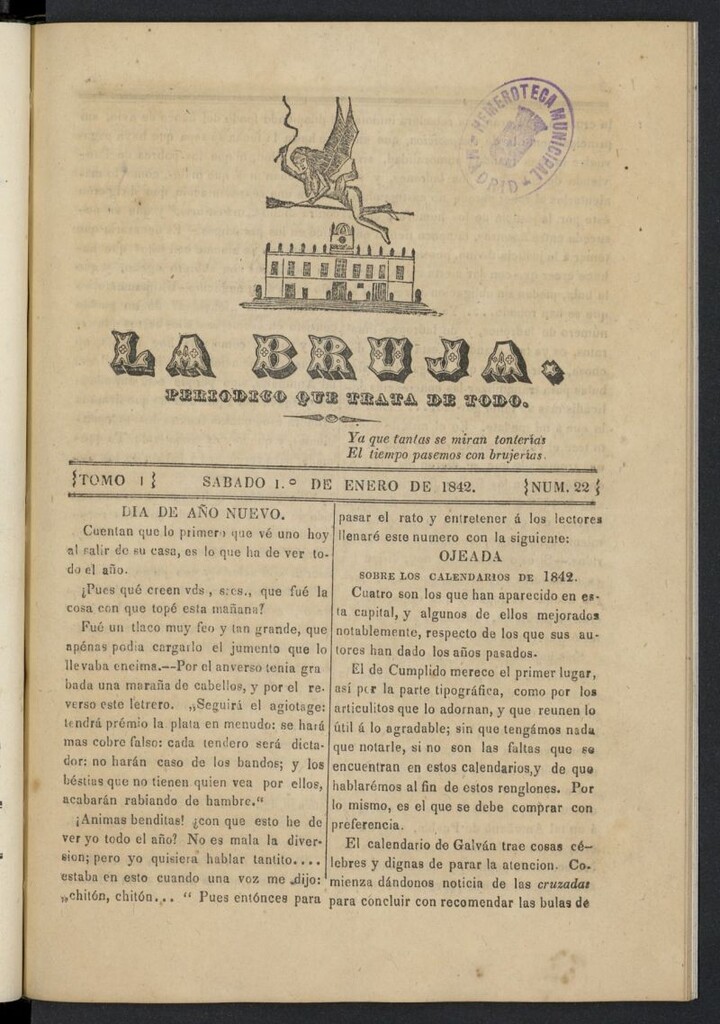 HEMEROTECA MUNICIPAL
MADRID
LA BRUJA.
PERIODICO QUE TRATA DE TODO.
Ya que tantas se miran tonterias
El tiempo pasemos con brujerias.
TOMO I
SABADO 1.º DE ENERO DE 1842.
NUM. 22
DIA DE AÑO NUEVO.
Cuentan que lo primero que vé uno hoy
al salir de su casa, es lo que ha de ver to-
do el año.
¿Pues qué creen vds., sres., que fué la
cosa con que topé esta mañana?
Fué un tlaco muy feo y tan grande, que
apénas podia cargarlo el jumento que lo
llevaba encima.--Por el anverso tenia gra
bada una maraña de cabellos, y por el re-
verso este letrero. „Seguirá el agiotage:
tendrá prémio la plata en menudo: se hará
mas cobre falso: cada tendero será dicta-
dor: no harán caso de los bandos; y los
béstias que no tienen quien vea por ellos,
acabarán rabiando de hambre.“
¡Animas benditas! ¿con que esto he de
ver yo todo el año? No es mala la diver-
sion; pero yo quisiera hablar tantito....
estaba en esto cuando una voz me dijo:
„chitón, chitón... “ Pues entónces para
pasar el rato y entretener á los lectores
llenaré este numero con la siguiente:
OJEADA
SOBRE LOS CALENDARIOS DE 1842.
Cuatro son los que han aparecido en es-
ta capital, y algunos de ellos mejorados
notablemente, respecto de los que sus au-
tores han dado los años pasados.
El de Cumplido merece el primer lugar,
así por la parte tipográfica, como por los
articulitos que lo adornan, y que reunen lo
útil á lo agradable; sin que tengámos nada
que notarle, si no son las faltas que se
encuentran en estos calendarios,y de que
hablarémos al fin de estos renglones. Por
lo mismo, es el que se debe comprar con
preferencia.
El calendario de Galván trae cosas cé-
lebres y dignas de parar la atencion. Co-
mienza dándonos noticia de las cruzadas
para concluir con recomendar las bulas de